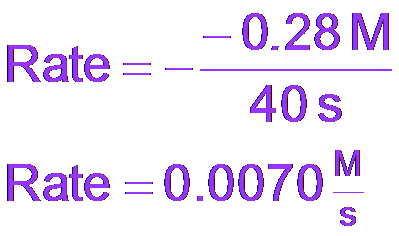 Rate = - -0.28 M / 40 s
Rate = 0.0070 M/s